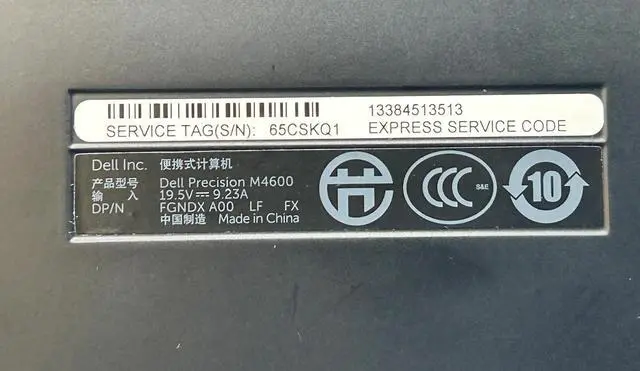 13384513513
SERVICE TAG(S/N): 65CSKQ1 EXPRESS SERVICE CODE
Dell Inc. 便携式计算机
产品型号 Dell Precision M4600
输 入 19.5V⎓9.23A
DP/N FGNDX A00 LF FX
中国制造 Made in China
节
CCC S&E
10